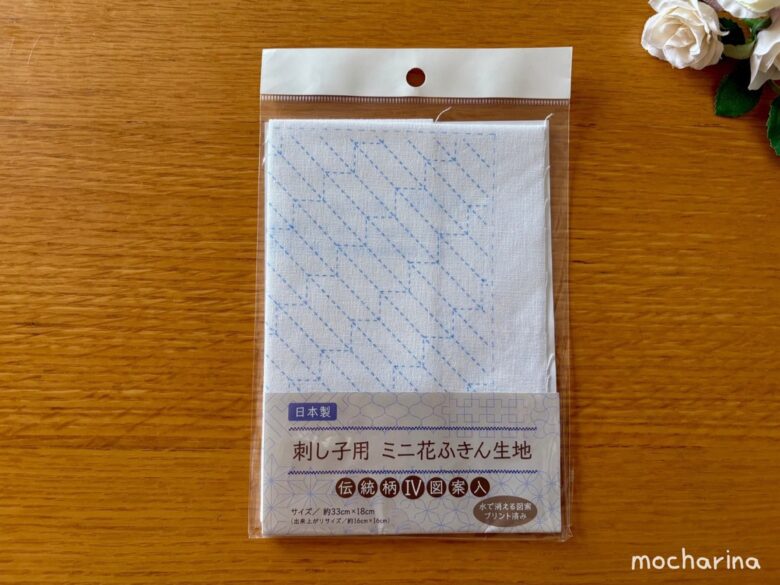 日本製
刺し子用 ミニ花ふきん生地
伝統柄Ⅳ図案入
サイズ/約33cm×18cm
(出来上がりサイズ/約16cm×16cm)
水で消える図案
プリント済み
mocharina